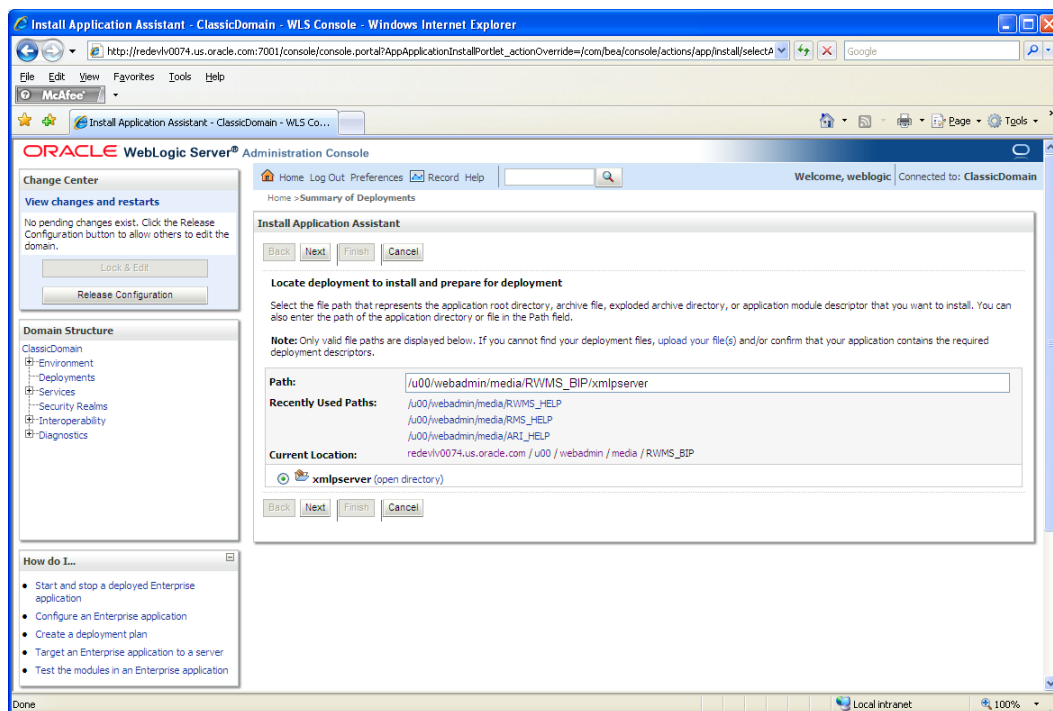 Install Application Assistant - ClassicDomain - WLS Console - Windows Internet Explorer
http://redevlv0074.us.oracle.com:7001/console/console.portal?AppApplicationInstallPortlet_actionOverride=/com/bea/console/actions/app/install/selectA
Google
File Edit View Favorites Tools Help
McAfee
Install Application Assistant - ClassicDomain - WLS Co...
Page Tools
ORACLE WebLogic Server® Administration Console
Change Center
View changes and restarts
No pending changes exist. Click the Release
Configuration button to allow others to edit the
domain.
Lock & Edit
Release Configuration
Domain Structure
ClassicDomain
Environment
Deployments
Services
Security Realms
Interoperability
Diagnostics
How do I...
Start and stop a deployed Enterprise
application
Configure an Enterprise application
Create a deployment plan
Target an Enterprise application to a server
Test the modules in an Enterprise application
Home Log Out Preferences Record Help
Welcome, weblogic Connected to: ClassicDomain
Home >Summary of Deployments
Install Application Assistant
Back Next Finish Cancel
Locate deployment to install and prepare for deployment
Select the file path that represents the application root directory, archive file, exploded archive directory, or application module descriptor that you want to install. You can
also enter the path of the application directory or file in the Path field.
Note: Only valid file paths are displayed below. If you cannot find your deployment files, upload your file(s) and/or confirm that your application contains the required
deployment descriptors.
Path: /u00/webadmin/media/RWMS_BIP/xmlpserver
Recently Used Paths: /u00/webadmin/media/RWMS_HELP
/u00/webadmin/media/RMS_HELP
/u00/webadmin/media/ARI_HELP
Current Location: redevlv0074.us.oracle.com / u00 / webadmin / media / RWMS_BIP
xmlpserver (open directory)
Back Next Finish Cancel
Done
Local intranet
100%